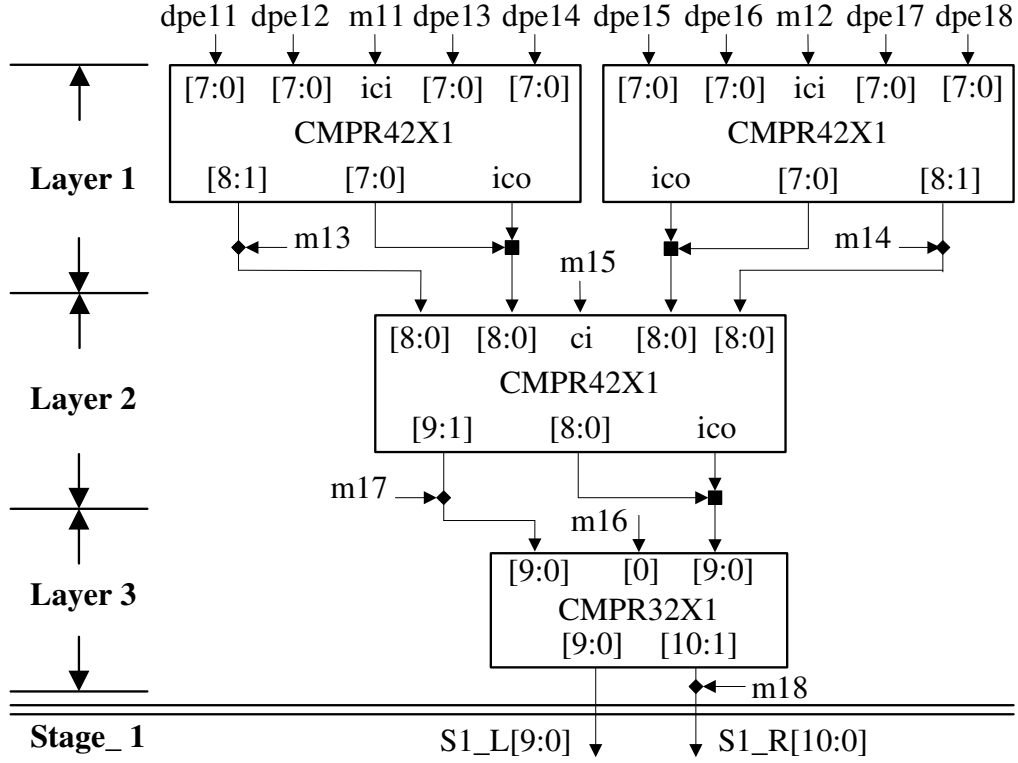 dpe11 dpe12 m11 dpe13 dpe14 dpe15 dpe16 m12 dpe17 dpe18
[7:0] [7:0] ici [7:0] [7:0] [7:0] [7:0] ici [7:0] [7:0]
CMPR42X1 CMPR42X1
Layer 1
[8:1] [7:0] ico ico [7:0] [8:1]
m13 m14
m15
[8:0] [8:0] ci [8:0] [8:0]
CMPR42X1
Layer 2
[9:1] [8:0] ico
m17
m16
[9:0] [0] [9:0]
Layer 3
CMPR32X1
[9:0] [10:1]
m18
Stage_ 1
S1_L[9:0] S1_R[10:0]